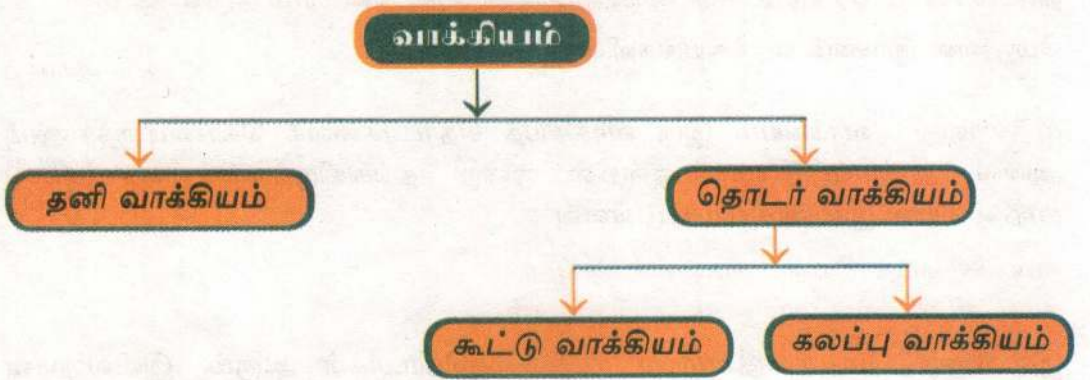 வாக்கியம்
தனி வாக்கியம்
தொடர் வாக்கியம்
கூட்டு வாக்கியம்
கலப்பு வாக்கியம்